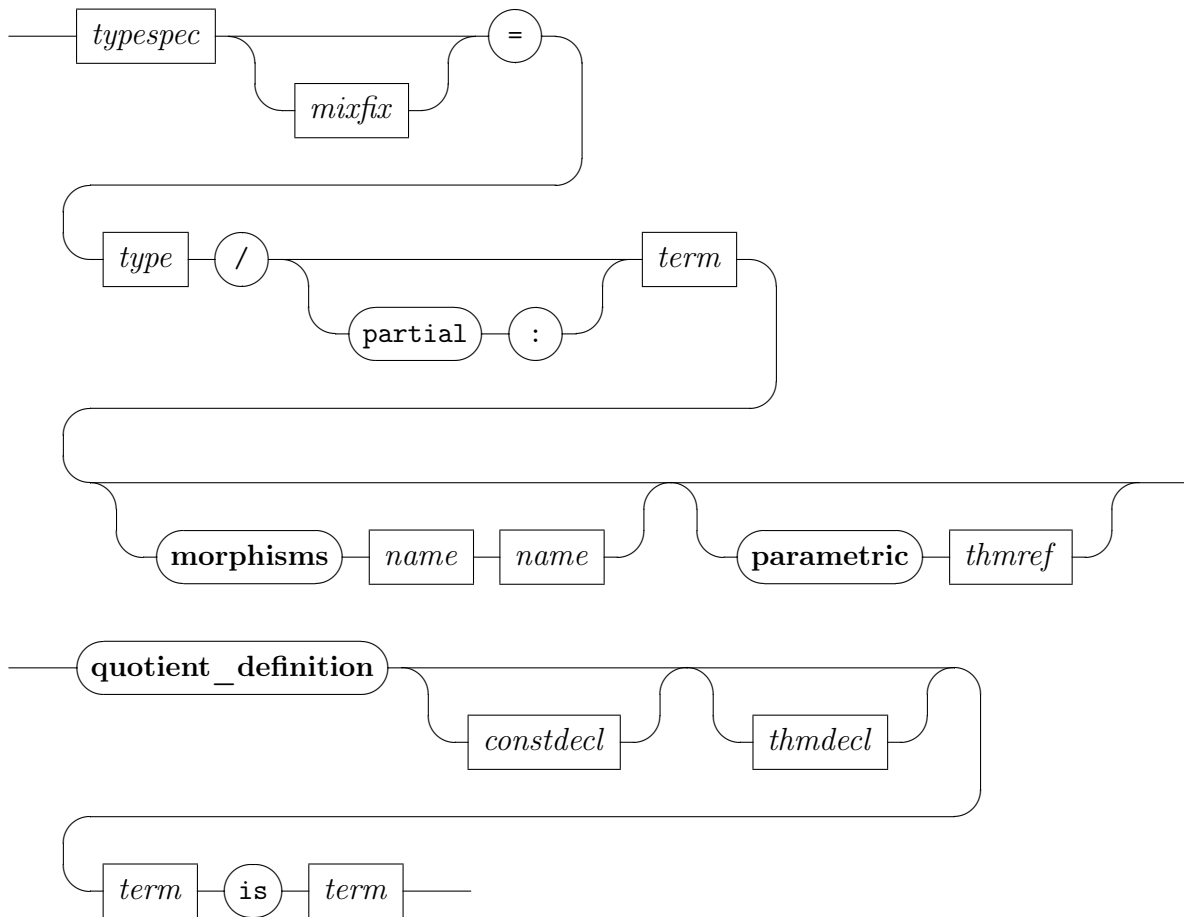 typespec =
mixfix
type / term
partial :
morphisms name name parametric thmref
quotient_definition
constdecl thmdecl
term is term